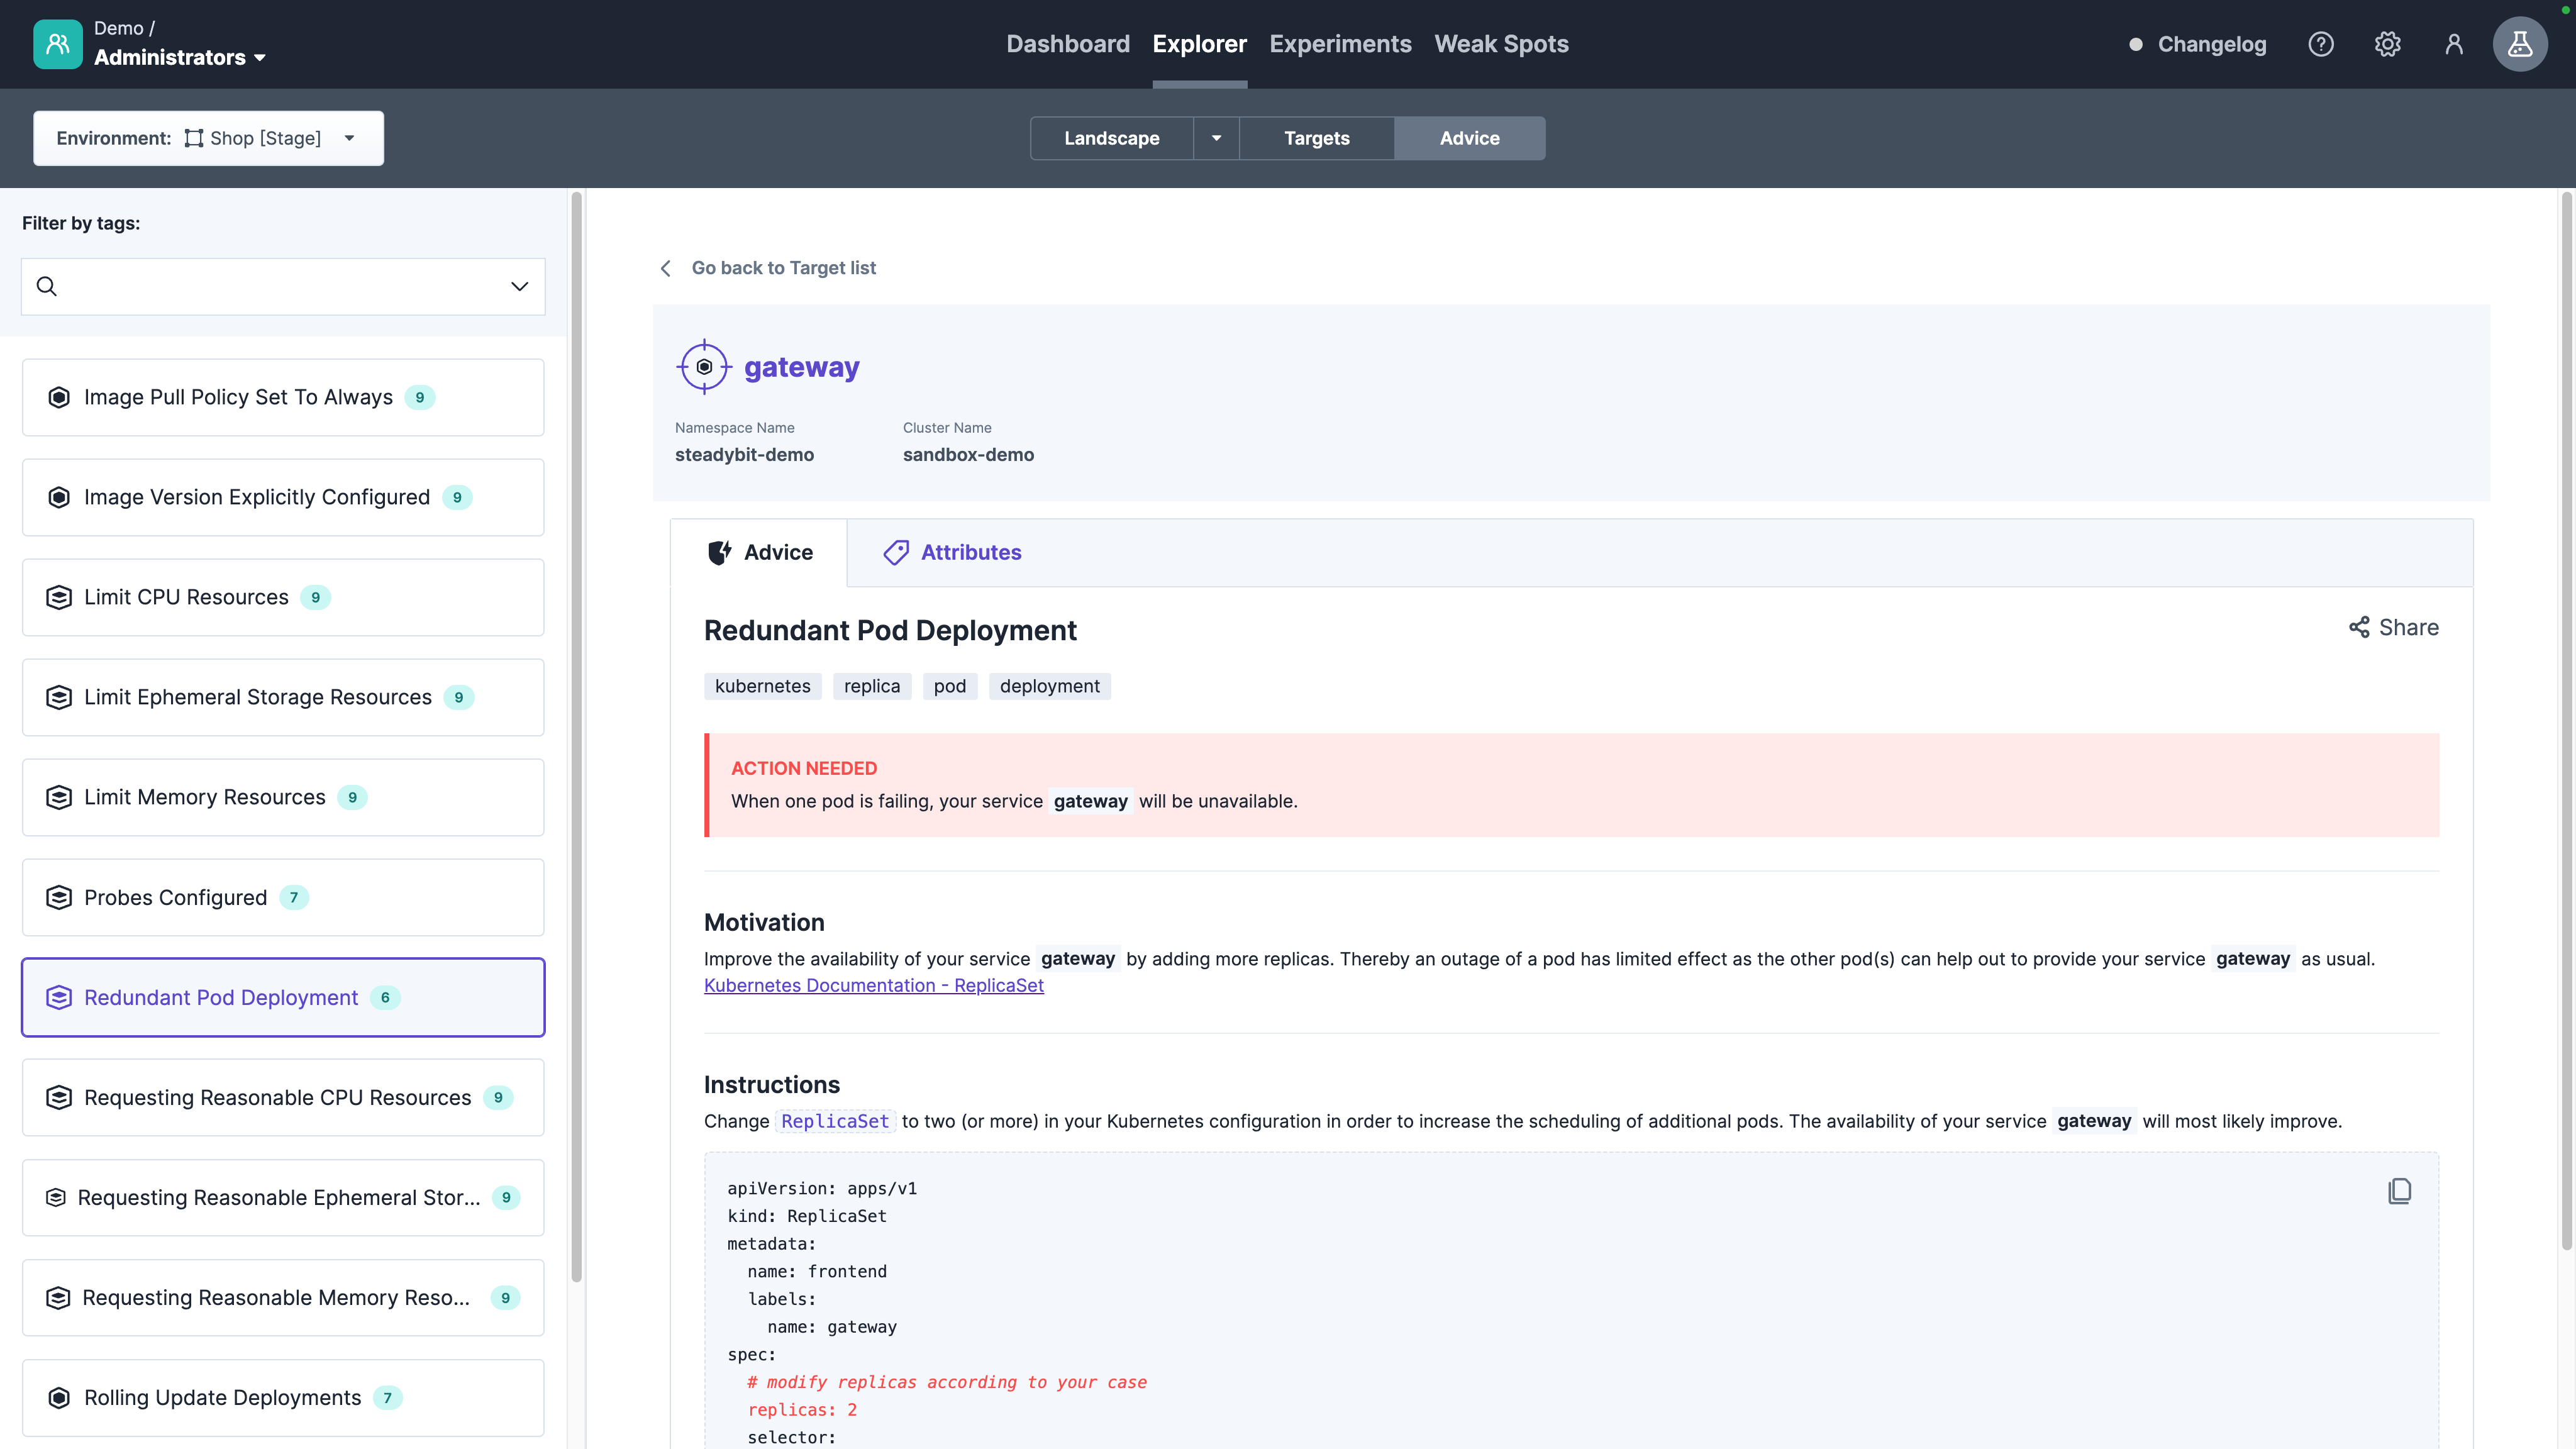 Demo /
Administrators
Dashboard
Explorer
Experiments
Weak Spots
Changelog
Environment: Shop [Stage]
Landscape
Targets
Advice
Filter by tags:
Image Pull Policy Set To Always 9
Image Version Explicitly Configured 9
Limit CPU Resources 9
Limit Ephemeral Storage Resources 9
Limit Memory Resources 9
Probes Configured 7
Redundant Pod Deployment 6
Requesting Reasonable CPU Resources 9
Requesting Reasonable Ephemeral Stor... 9
Requesting Reasonable Memory Reso... 9
Rolling Update Deployments 7
Go back to Target list
gateway
Namespace Name
steadybit-demo
Cluster Name
sandbox-demo
Advice
Attributes
Redundant Pod Deployment
Share
kubernetes replica pod deployment
ACTION NEEDED
When one pod is failing, your service gateway will be unavailable.
Motivation
Improve the availability of your service gateway by adding more replicas. Thereby an outage of a pod has limited effect as the other pod(s) can help out to provide your service gateway as usual.
Kubernetes Documentation - ReplicaSet
Instructions
Change ReplicaSet to two (or more) in your Kubernetes configuration in order to increase the scheduling of additional pods. The availability of your service gateway will most likely improve.
apiVersion: apps/v1
kind: ReplicaSet
metadata:
  name: frontend
  labels:
    name: gateway
spec:
  # modify replicas according to your case
  replicas: 2
  selector: